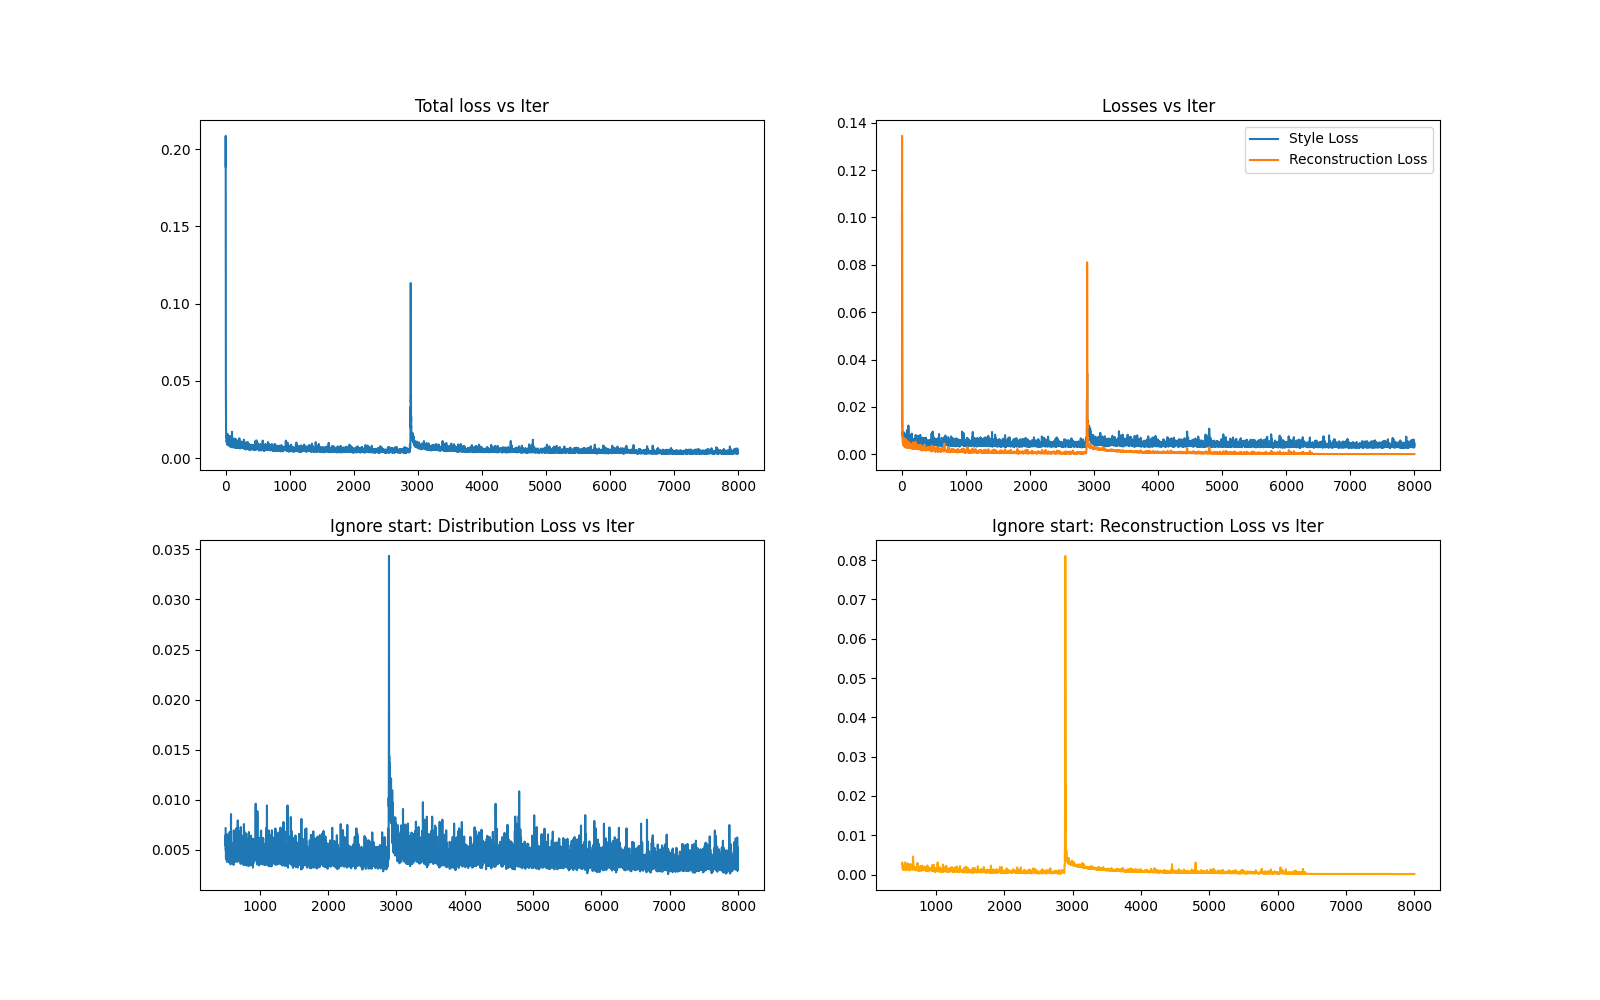 Total loss vs Iter
0.20
0.15
0.10
0.05
0.00
0 1000 2000 3000 4000 5000 6000 7000 8000
Losses vs Iter
Style Loss
Reconstruction Loss
0.14
0.12
0.10
0.08
0.06
0.04
0.02
0.00
0 1000 2000 3000 4000 5000 6000 7000 8000
Ignore start: Distribution Loss vs Iter
0.035
0.030
0.025
0.020
0.015
0.010
0.005
1000 2000 3000 4000 5000 6000 7000 8000
Ignore start: Reconstruction Loss vs Iter
0.08
0.07
0.06
0.05
0.04
0.03
0.02
0.01
0.00
1000 2000 3000 4000 5000 6000 7000 8000